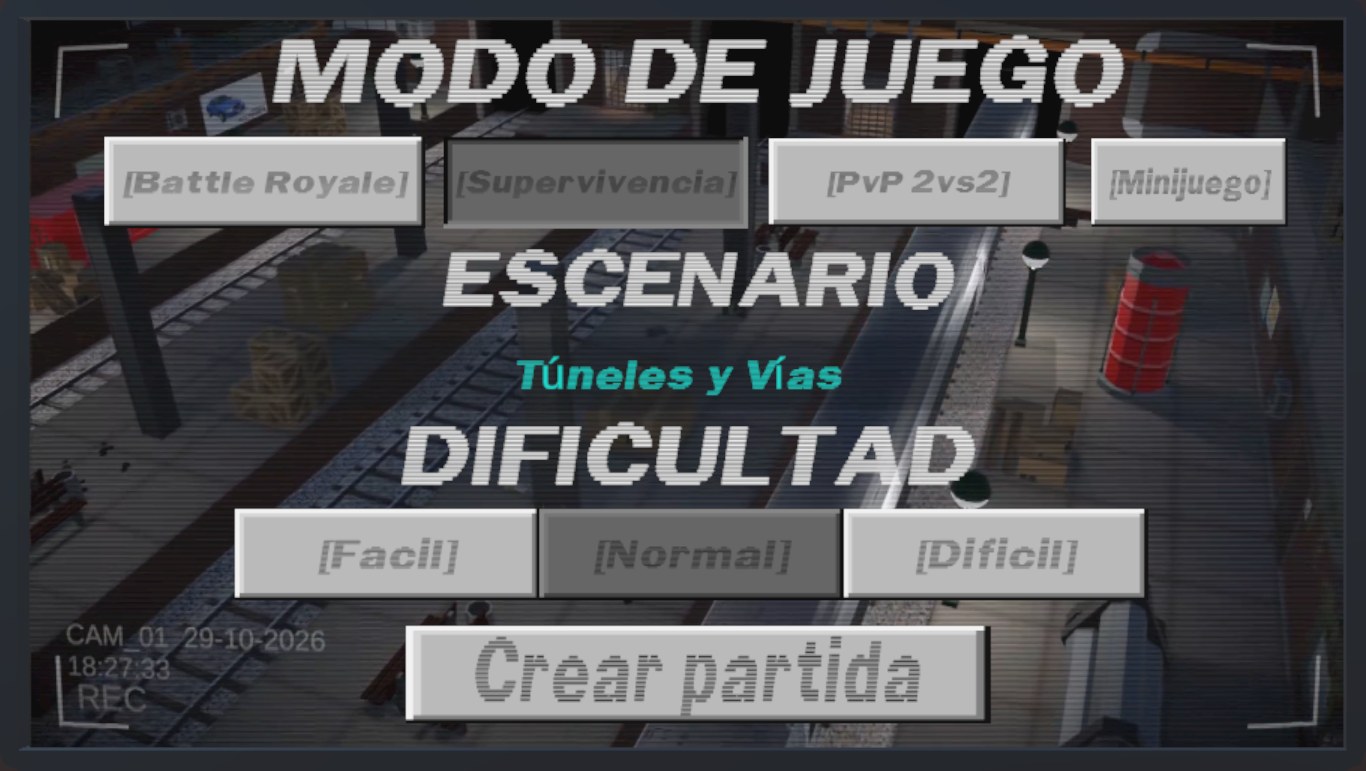 MODO DE JUEGO
[Battle Royale] [Supervivencia] [PvP 2vs2] [Minijuego]
ESCENARIO
Túneles y Vías
DIFICULTAD
[Facil] [Normal] [Dificil]
Crear partida
CAM_01 29-10-2026
18:27:33
REC